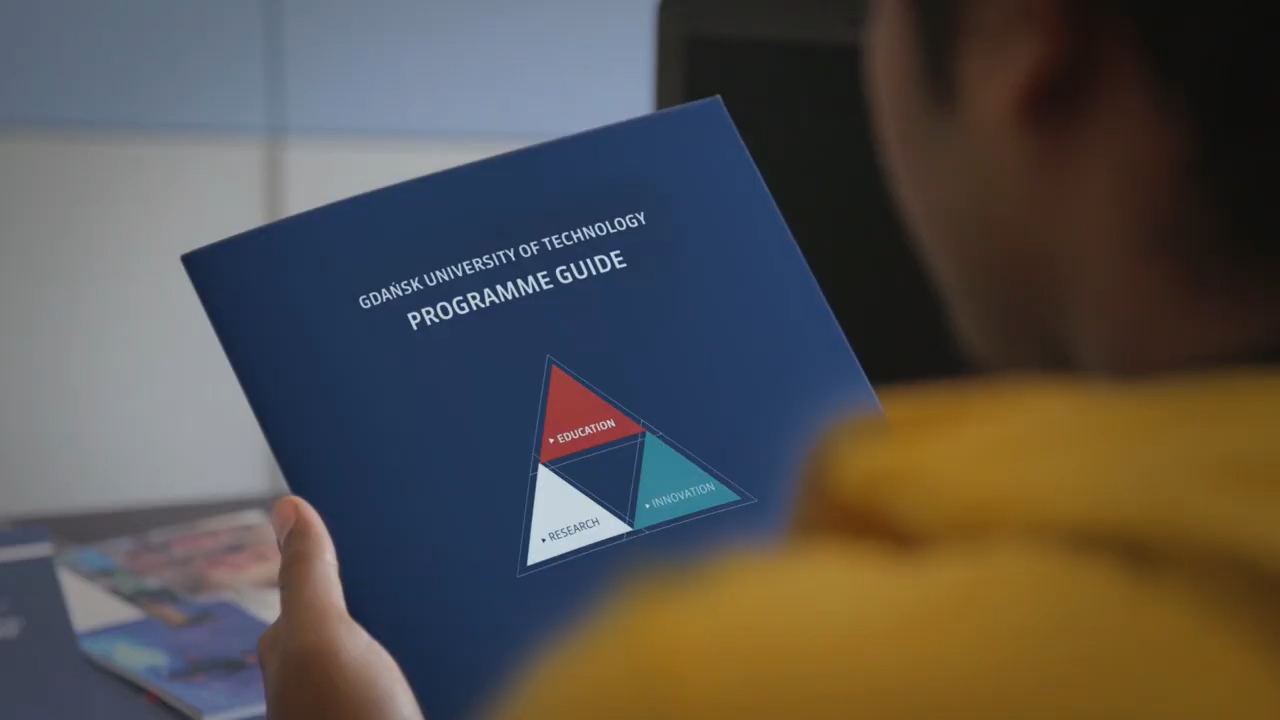 GDAŃSK UNIVERSITY OF TECHNOLOGY
PROGRAMME GUIDE
EDUCATION
INNOVATION
RESEARCH